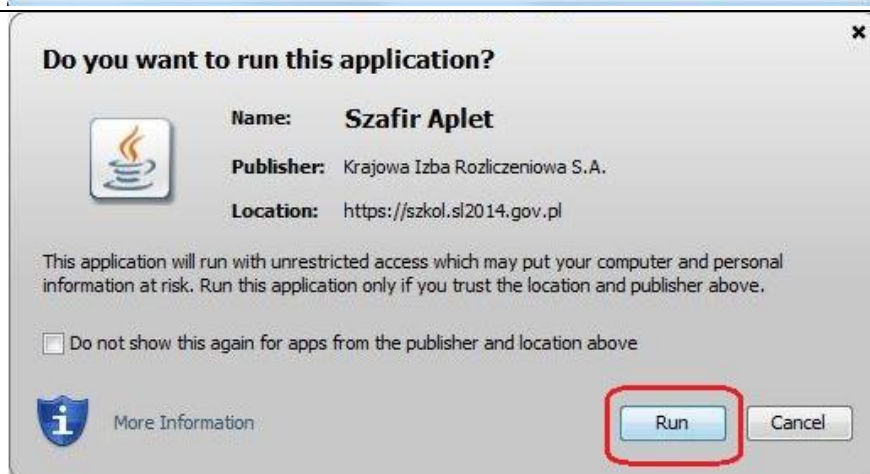 Do you want to run this application?
Name: Szafir Aplet
Publisher: Krajowa Izba Rozliczeniowa S.A.
Location: https://szkol.sl2014.gov.pl
This application will run with unrestricted access which may put your computer and personal
information at risk. Run this application only if you trust the location and publisher above.
Do not show this again for apps from the publisher and location above
More Information
Run
Cancel